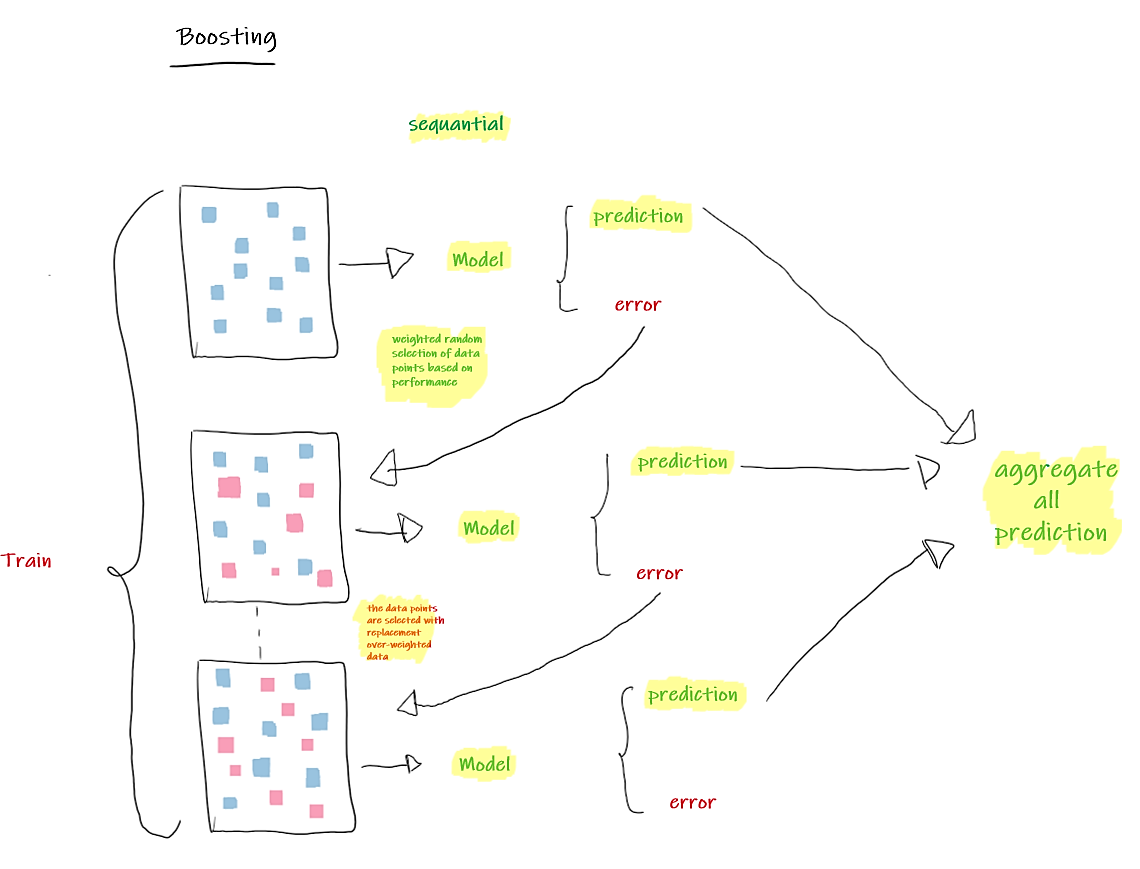 Boosting
sequantial
prediction
Model
error
weighted random
selection of data
points based on
performance
prediction
aggregate
all
prediction
Model
Train
error
the data points
are selected with
replacement
over-weighted
data
prediction
Model
error